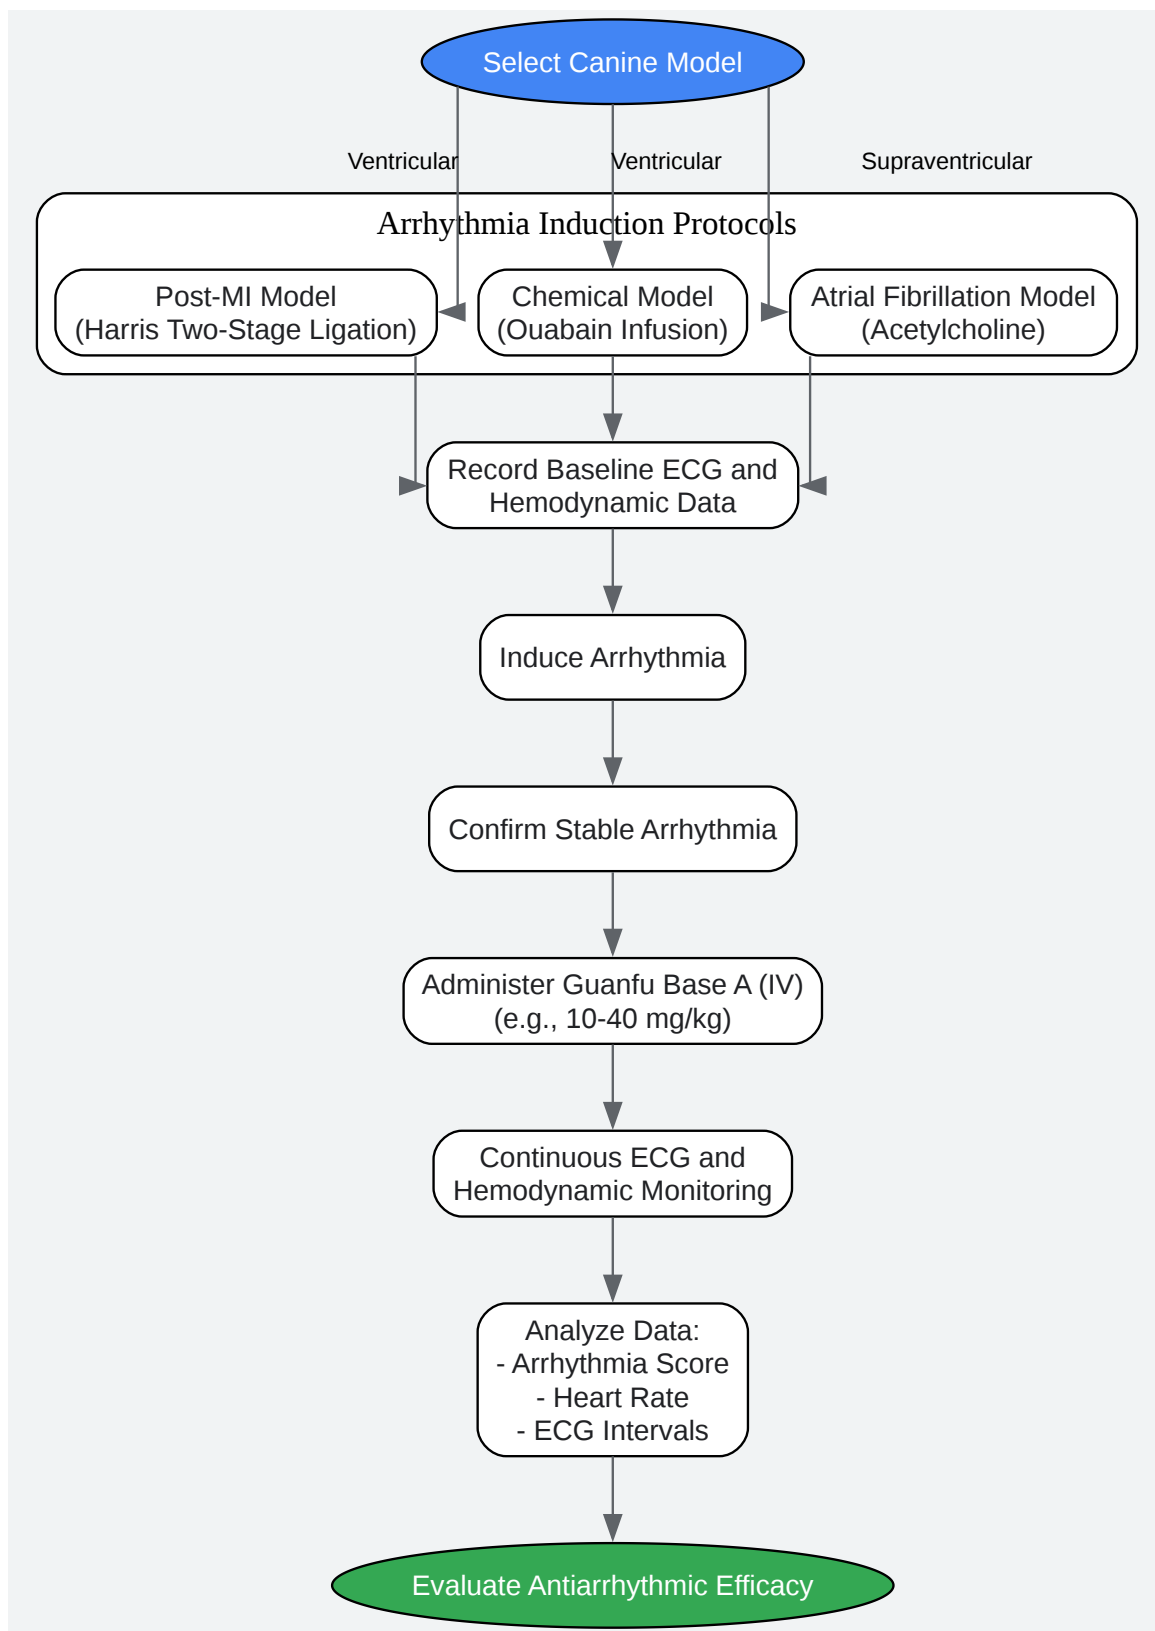 Select Canine Model
Ventricular
Ventricular
Supraventricular
Arrhythmia Induction Protocols
Post-MI Model
(Harris Two-Stage Ligation)
Chemical Model
(Ouabain Infusion)
Atrial Fibrillation Model
(Acetylcholine)
Record Baseline ECG and
Hemodynamic Data
Induce Arrhythmia
Confirm Stable Arrhythmia
Administer Guanfu Base A (IV)
(e.g., 10-40 mg/kg)
Continuous ECG and
Hemodynamic Monitoring
Analyze Data:
- Arrhythmia Score
- Heart Rate
- ECG Intervals
Evaluate Antiarrhythmic Efficacy